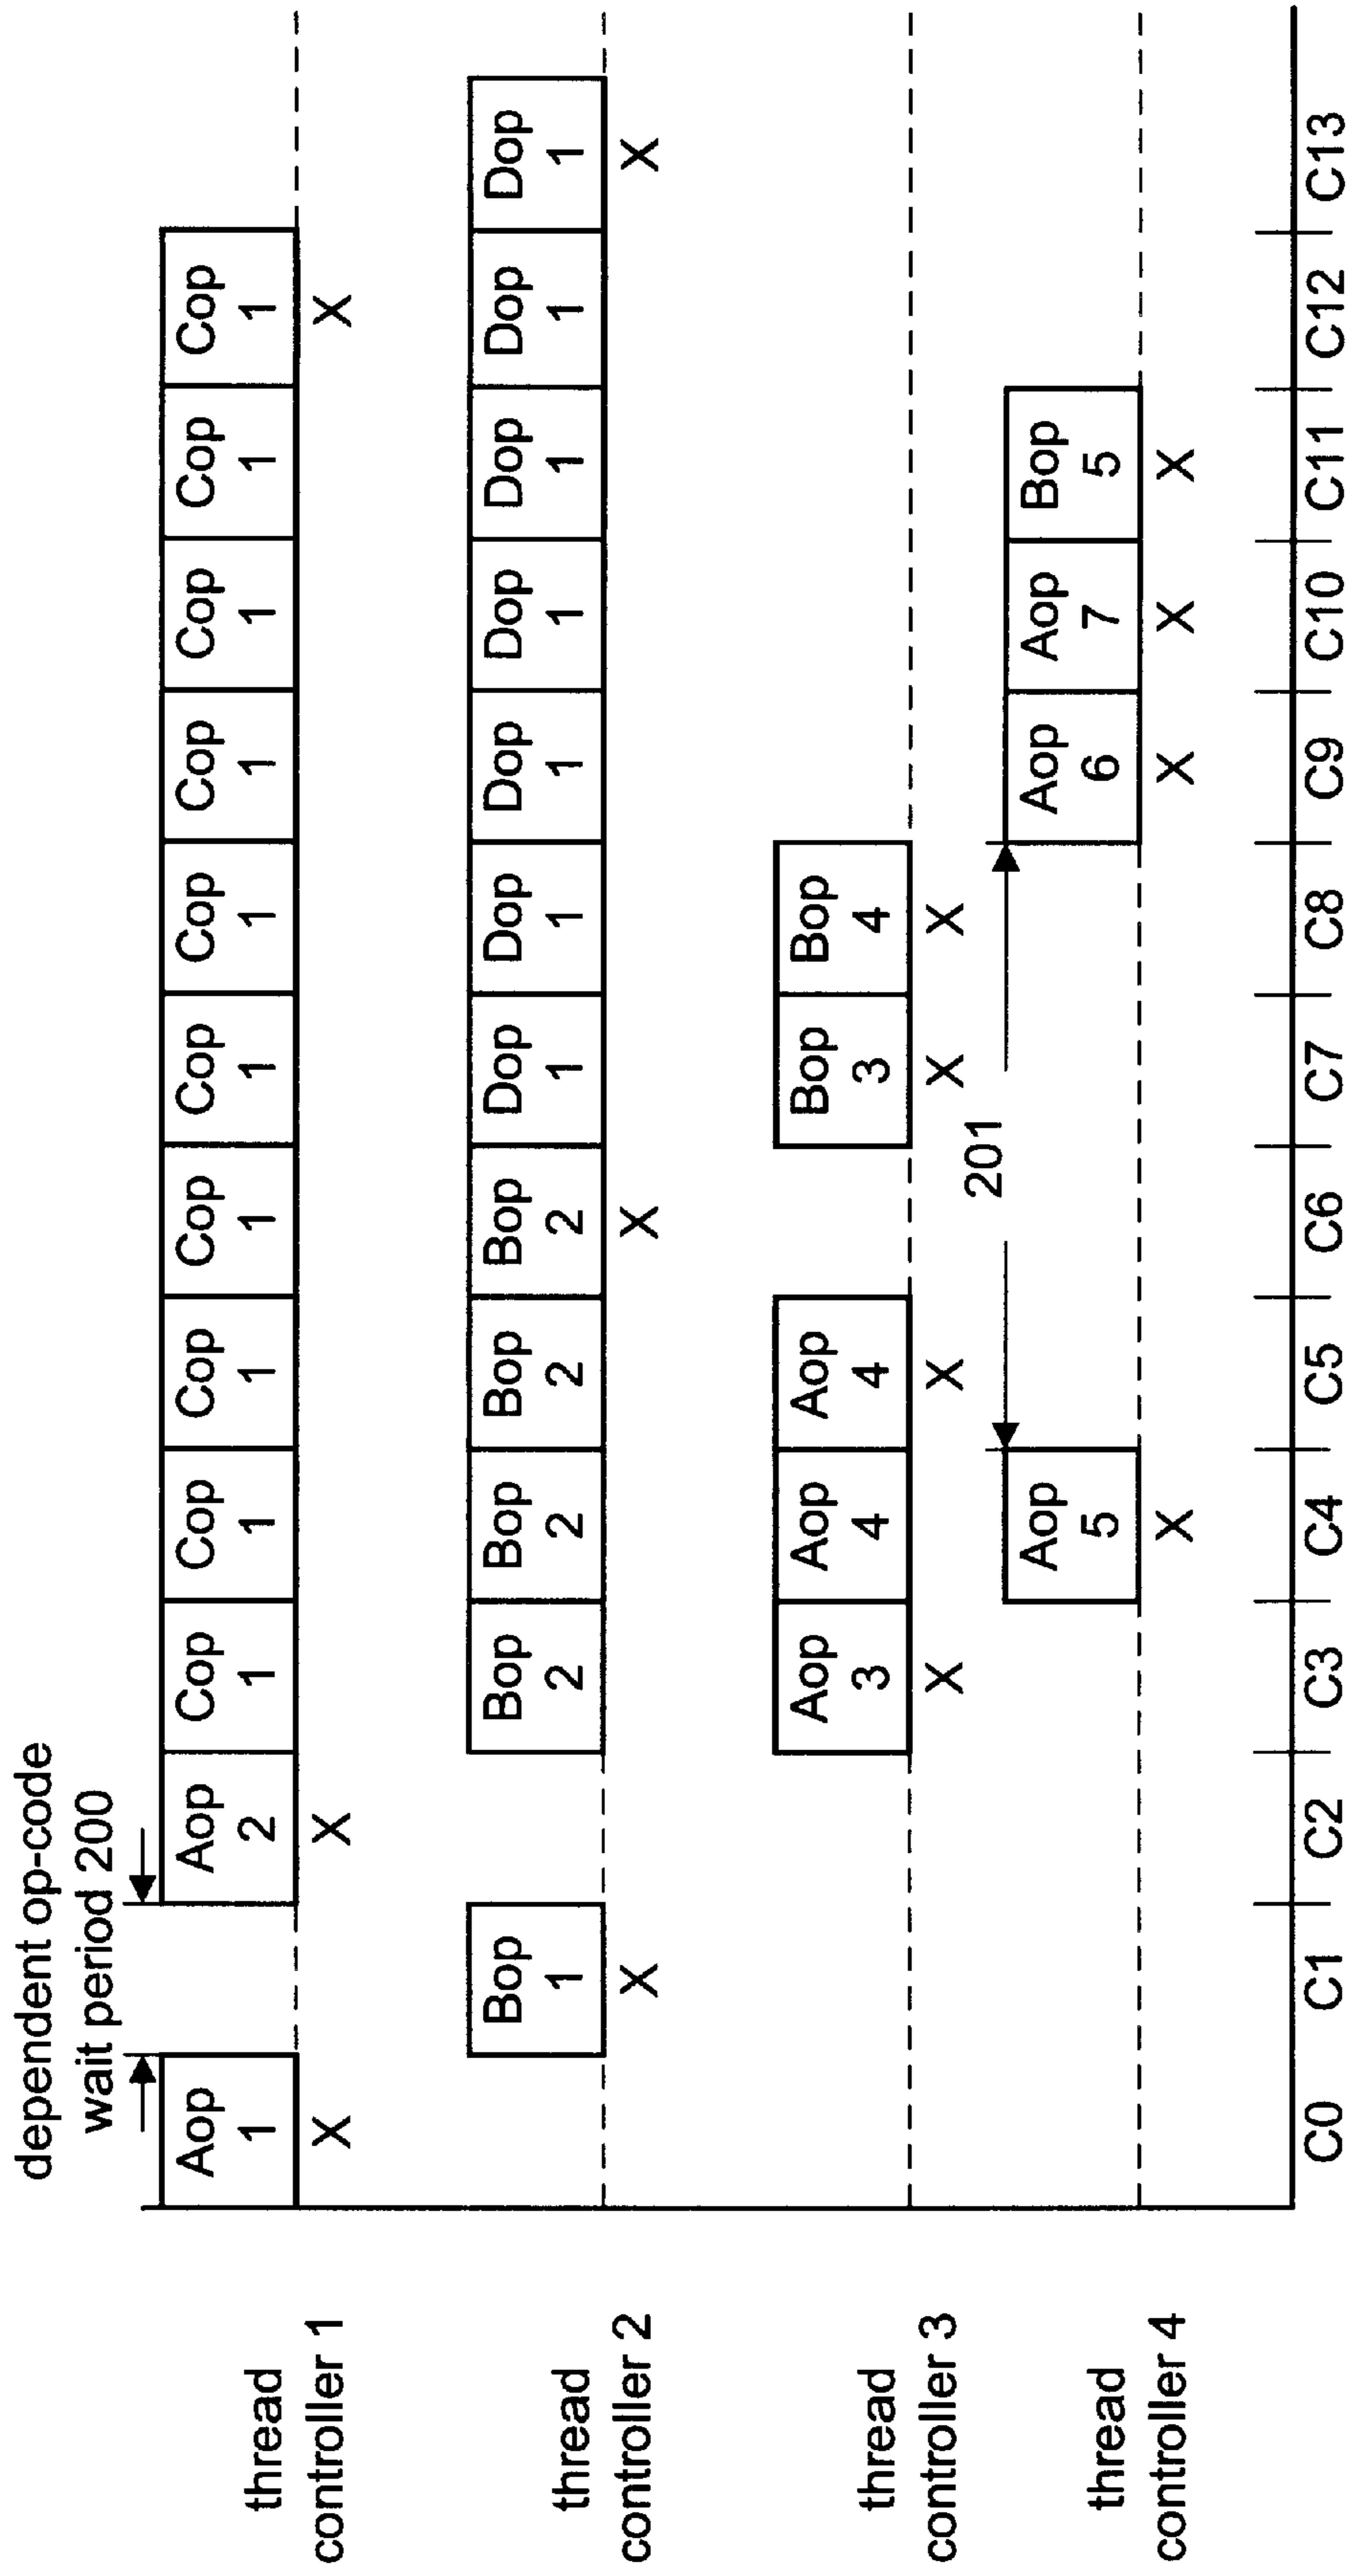 dependent op-code
wait period 200
thread
controller 1
Aop 1
Aop 2
Cop 1
Cop 1
Cop 1
Cop 1
Cop 1
Cop 1
Cop 1
Cop 1
Cop 1
Cop 1
X
X
X
thread
controller 2
Bop 1
Bop 2
Bop 2
Bop 2
Bop 2
Dop 1
Dop 1
Dop 1
Dop 1
Dop 1
Dop 1
Dop 1
X
X
X
thread
controller 3
Aop 3
Aop 4
Aop 4
Bop 3
Bop 4
X
X
X
X
201
thread
controller 4
Aop 5
Aop 6
Aop 7
Bop 5
X
X
X
X
C0 C1 C2 C3 C4 C5 C6 C7 C8 C9 C10 C11 C12 C13